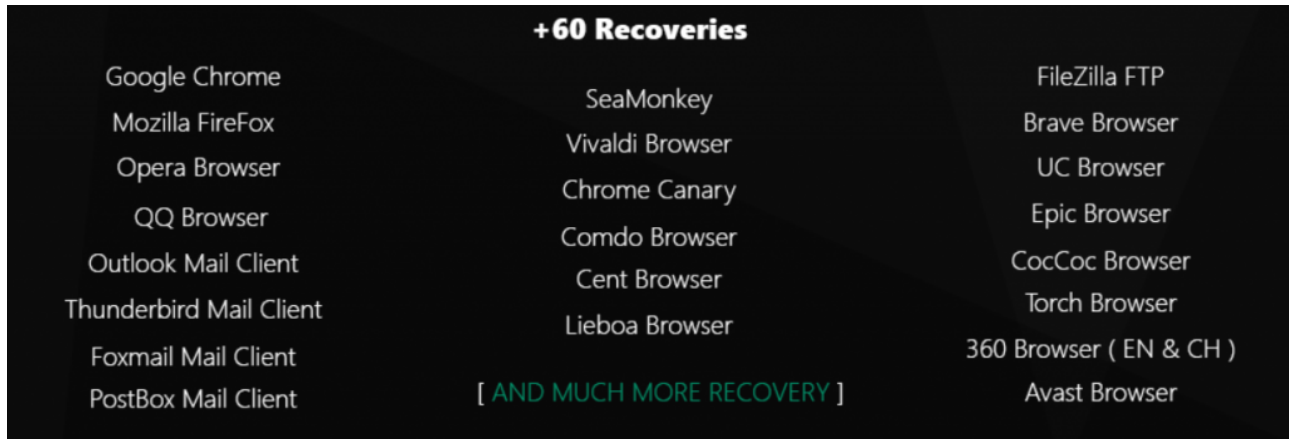 +60 Recoveries
Google Chrome
Mozilla FireFox
Opera Browser
QQ Browser
Outlook Mail Client
Thunderbird Mail Client
Foxmail Mail Client
PostBox Mail Client
SeaMonkey
Vivaldi Browser
Chrome Canary
Comdo Browser
Cent Browser
Lieboa Browser
[ AND MUCH MORE RECOVERY ]
FileZilla FTP
Brave Browser
UC Browser
Epic Browser
CocCoc Browser
Torch Browser
360 Browser ( EN & CH )
Avast Browser